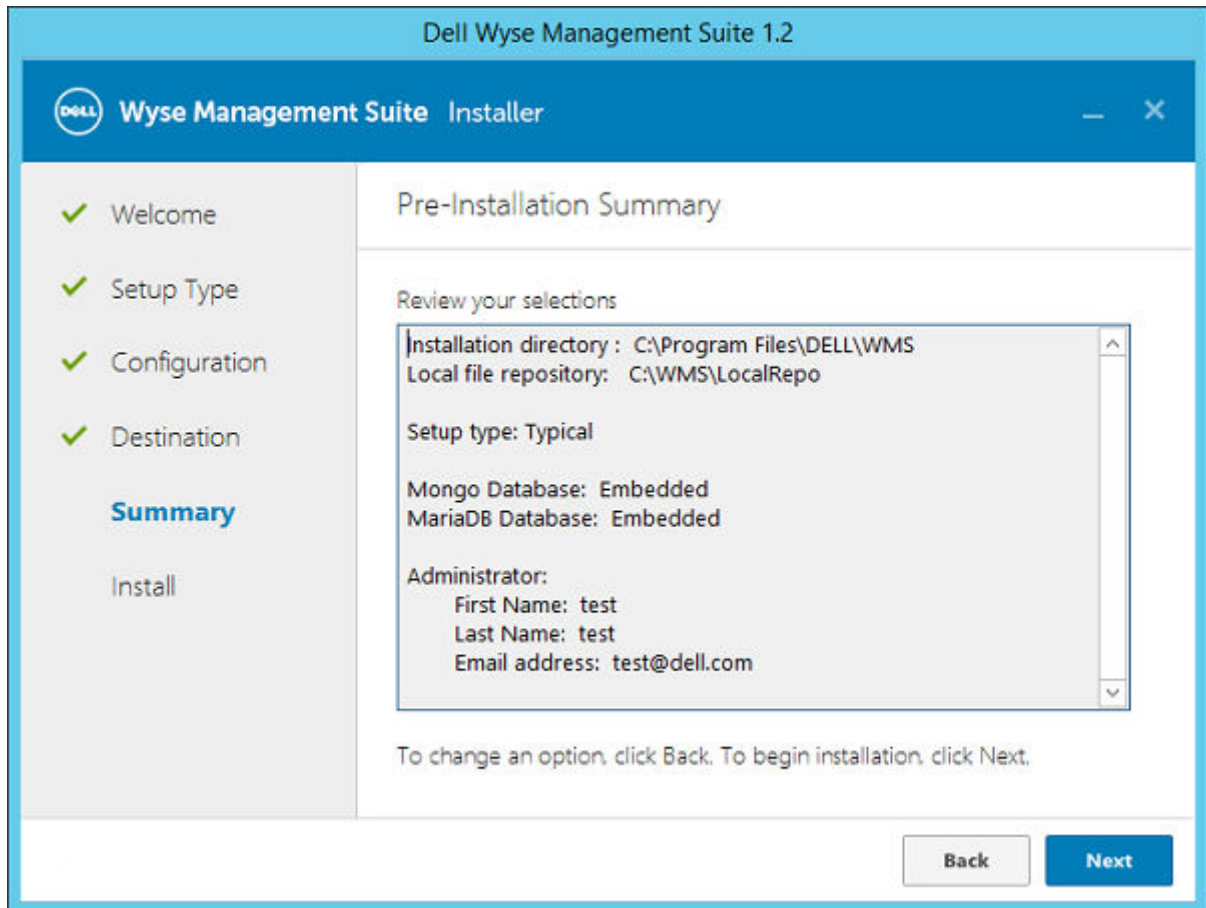 Dell Wyse Management Suite 1.2
DELL Wyse Management Suite Installer
Welcome
Setup Type
Configuration
Destination
Summary
Install
Pre-Installation Summary
Review your selections
Installation directory : C:\Program Files\DELL\WMS
Local file repository: C:\WMS\LocalRepo
Setup type: Typical
Mongo Database: Embedded
MariaDB Database: Embedded
Administrator:
First Name: test
Last Name: test
Email address: test@dell.com
To change an option, click Back. To begin installation, click Next.
Back
Next